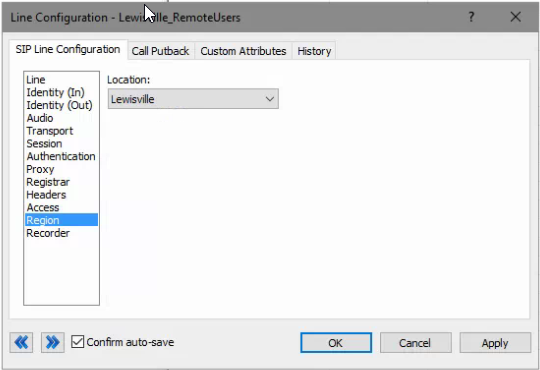 Line Configuration - Lewisville_RemoteUsers
SIP Line Configuration
Call Putback
Custom Attributes
History
Line
Identity (In)
Identity (Out)
Audio
Transport
Session
Authentication
Proxy
Registrar
Headers
Access
Region
Recorder
Location:
Lewisville
Confirm auto-save
OK
Cancel
Apply